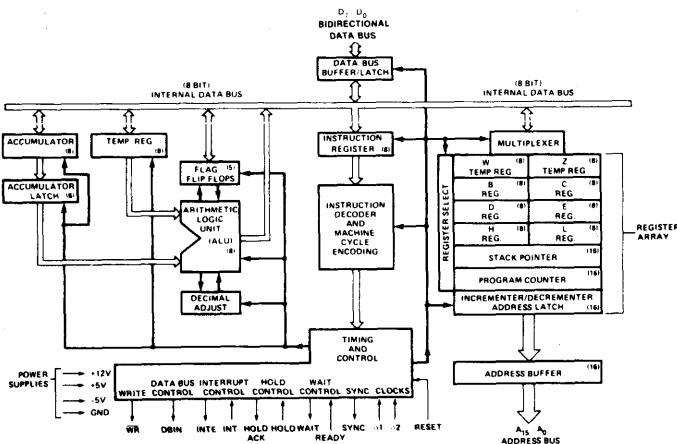 D7 D0
BIDIRECTIONAL
DATA BUS
DATA BUS
BUFFER/LATCH
(8 BIT)
INTERNAL DATA BUS
(8 BIT)
INTERNAL DATA BUS
ACCUMULATOR
(8)
TEMP REG
(8)
INSTRUCTION
REGISTER (8)
MULTIPLEXER
ACCUMULATOR
LATCH (8)
FLAG (5)
FLIP FLOPS
ARITHMETIC
LOGIC
UNIT
(ALU)
(8)
DECIMAL
ADJUST
INSTRUCTION
DECODER
AND
MACHINE
CYCLE
ENCODING
REGISTER SELECT
W (8)
TEMP REG.
Z (8)
TEMP REG.
B (8)
REG.
C (8)
REG.
D (8)
REG.
E (8)
REG.
H (8)
REG.
L (8)
REG.
STACK POINTER (16)
PROGRAM COUNTER (16)
INCREMENTER/DECREMENTER
ADDRESS LATCH (16)
REGISTER
ARRAY
TIMING
AND
CONTROL
WRITE
DATA BUS
CONTROL
INTERRUPT
CONTROL
HOLD
CONTROL
WAIT
CONTROL
SYNC
CLOCKS
POWER
SUPPLIES
+12V
+5V
-5V
GND
WR
DBIN
INTE
INT
HOLD
ACK
HOLD
WAIT
READY
SYNC
RESET
ADDRESS BUFFER (16)
A15 A0
ADDRESS BUS